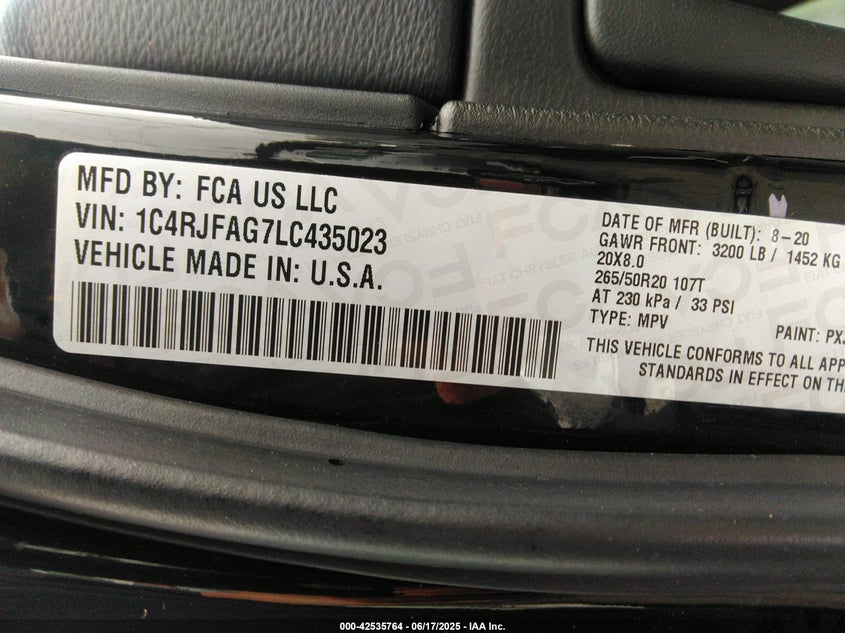 MFD BY: FCA US LLC
VIN: 1C4RJFAG7LC435023
VEHICLE MADE IN: U.S.A.
DATE OF MFR (BUILT): 8-20
GAWR FRONT: 3200 LB / 1452 KG
20X8.0
265/50R20 107T
AT 230 kPa / 33 PSI
TYPE: MPV
PAINT: PX
THIS VEHICLE CONFORMS TO ALL APP
STANDARDS IN EFFECT ON TH
000-42535764 - 06/17/2025 - IAA Inc.